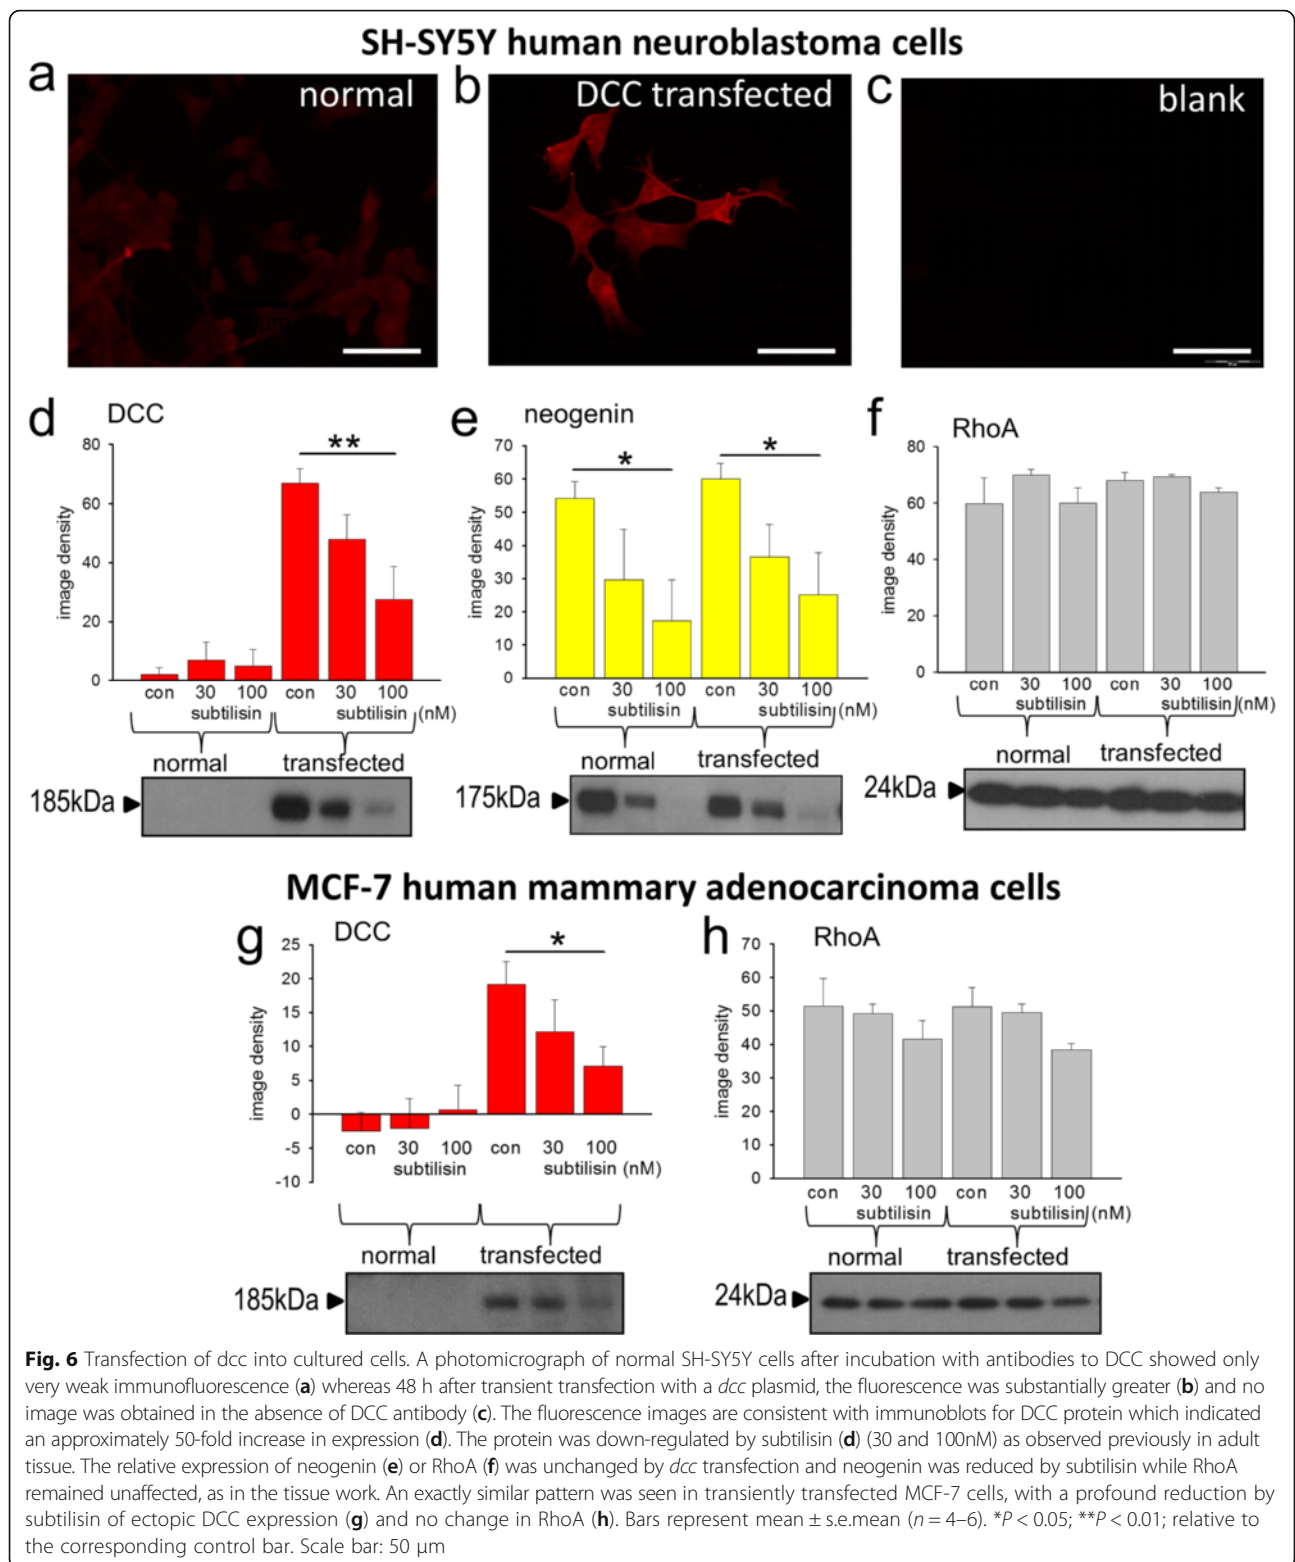 SH-SY5Y human neuroblastoma cells
a
normal
b
DCC transfected
c
blank
d
DCC
**
80
60
40
20
0
image density
con 30 100 con 30 100
subtilisin subtilisin (nM)
normal transfected
185kDa
e
neogenin
*
*
70
60
50
40
30
20
10
0
image density
con 30 100 con 30 100
subtilisin subtilisin (nM)
normal transfected
175kDa
f
RhoA
80
60
40
20
0
image density
con 30 100 con 30 100
subtilisin subtilisin (nM)
normal transfected
24kDa
MCF-7 human mammary adenocarcinoma cells
g
DCC
*
25
20
15
10
5
0
-5
-10
image density
con 30 100 con 30 100
subtilisin subtilisin (nM)
normal transfected
185kDa
h
RhoA
70
60
50
40
30
20
10
0
image density
con 30 100 con 30 100
subtilisin subtilisin (nM)
normal transfected
24kDa
Fig. 6 Transfection of dcc into cultured cells. A photomicrograph of normal SH-SY5Y cells after incubation with antibodies to DCC showed only
very weak immunofluorescence (a) whereas 48 h after transient transfection with a dcc plasmid, the fluorescence was substantially greater (b) and no
image was obtained in the absence of DCC antibody (c). The fluorescence images are consistent with immunoblots for DCC protein which indicated
an approximately 50-fold increase in expression (d). The protein was down-regulated by subtilisin (d) (30 and 100nM) as observed previously in adult
tissue. The relative expression of neogenin (e) or RhoA (f) was unchanged by dcc transfection and neogenin was reduced by subtilisin while RhoA
remained unaffected, as in the tissue work. An exactly similar pattern was seen in transiently transfected MCF-7 cells, with a profound reduction by
subtilisin of ectopic DCC expression (g) and no change in RhoA (h). Bars represent mean ± s.e.mean (n = 4–6). *P < 0.05; **P < 0.01; relative to
the corresponding control bar. Scale bar: 50 μm